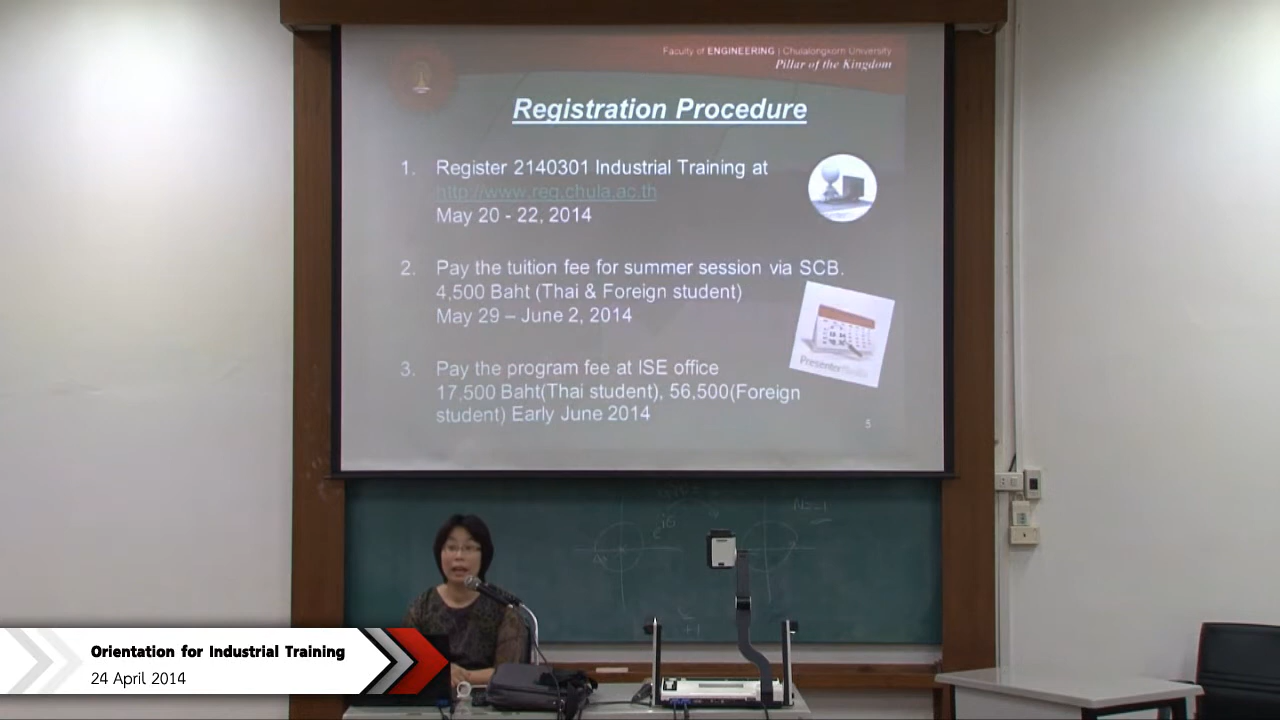 Faculty of ENGINEERING | Chulalongkorn University
Pillar of the Kingdom
Registration Procedure
1. Register 2140301 Industrial Training at
http://www.reg.chula.ac.th
May 20 - 22, 2014
2. Pay the tuition fee for summer session via SCB.
4,500 Baht (Thai & Foreign student)
May 29 – June 2, 2014
Presenter
3. Pay the program fee at ISE office
17,500 Baht(Thai student), 56,500(Foreign
student) Early June 2014
5
Orientation for Industrial Training
24 April 2014